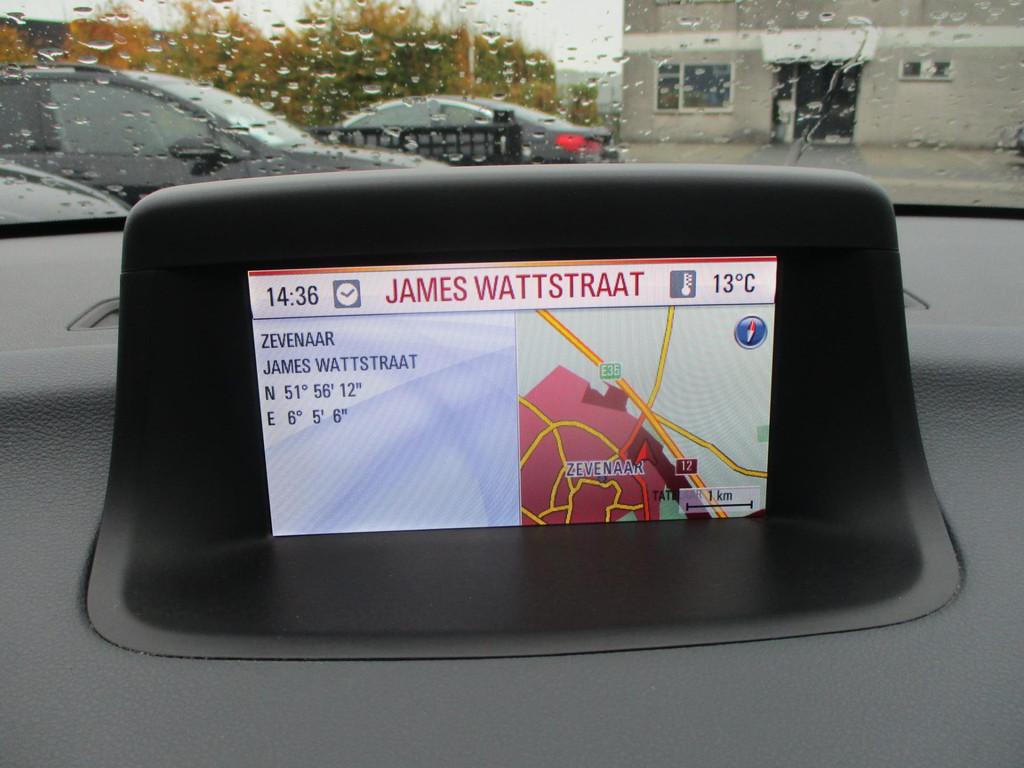 14:36 JAMES WATTSTRAAT 13°C
ZEVENAAR
JAMES WATTSTRAAT
N 51° 56' 12"
E 6° 5' 6"
E35
ZEVENAAR 12
1 km